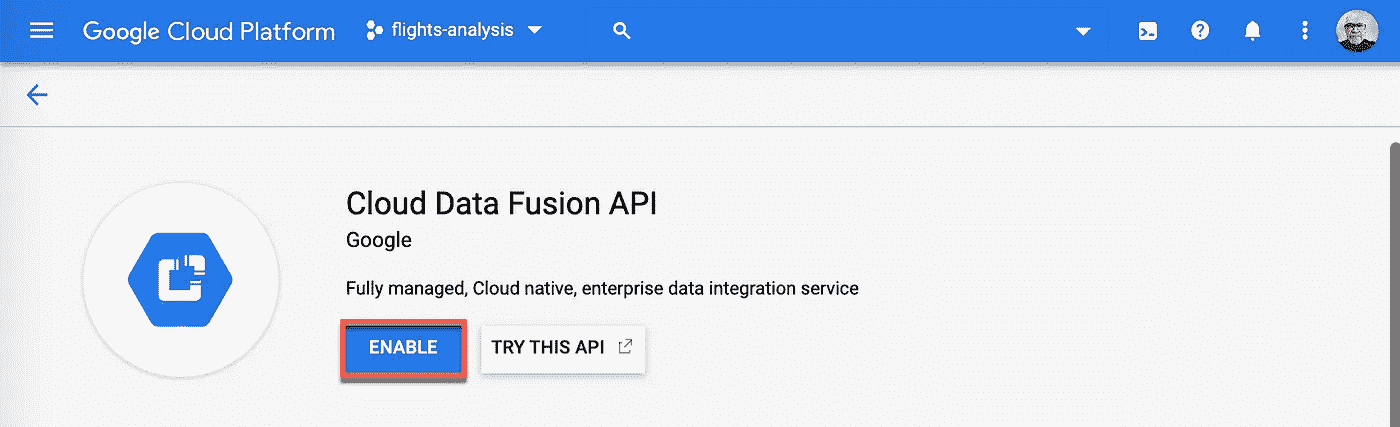 Google Cloud Platform flights-analysis
Cloud Data Fusion API
Google
Fully managed, Cloud native, enterprise data integration service
ENABLE TRY THIS API